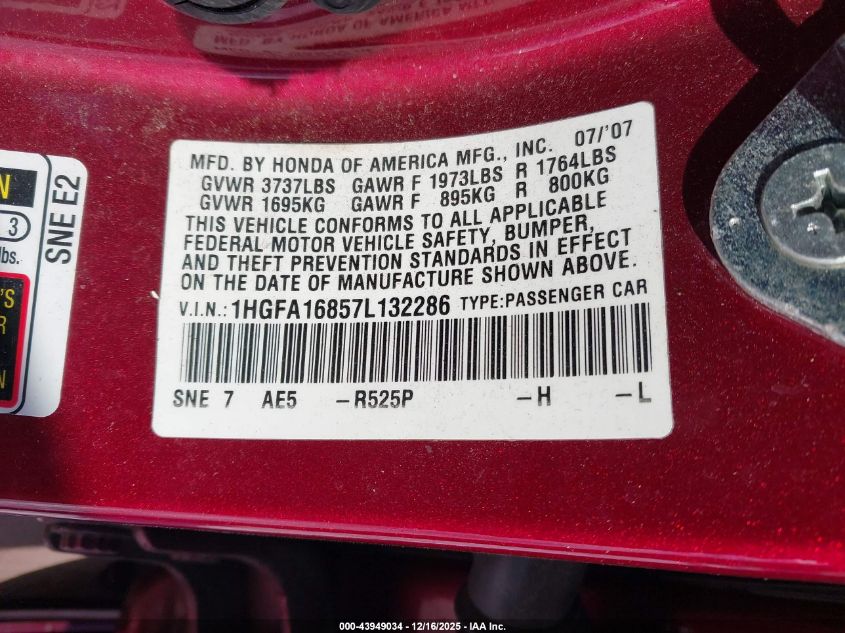 MFD. BY HONDA OF AMERICA MFG., INC. 07/'07
GVWR 3737LBS GAWR F 1973LBS R 1764LBS
GVWR 1695KG GAWR F 895KG R 800KG
THIS VEHICLE CONFORMS TO ALL APPLICABLE
FEDERAL MOTOR VEHICLE SAFETY, BUMPER,
AND THEFT PREVENTION STANDARDS IN EFFECT
ON THE DATE OF MANUFACTURE SHOWN ABOVE.
V.I.N.: 1HGFA16857L132286 TYPE:PASSENGER CAR
SNE 7 AE5 -R525P -H -L
3
lbs.
SNE E2
000-43949034 - 12/16/2025 - IAA Inc.